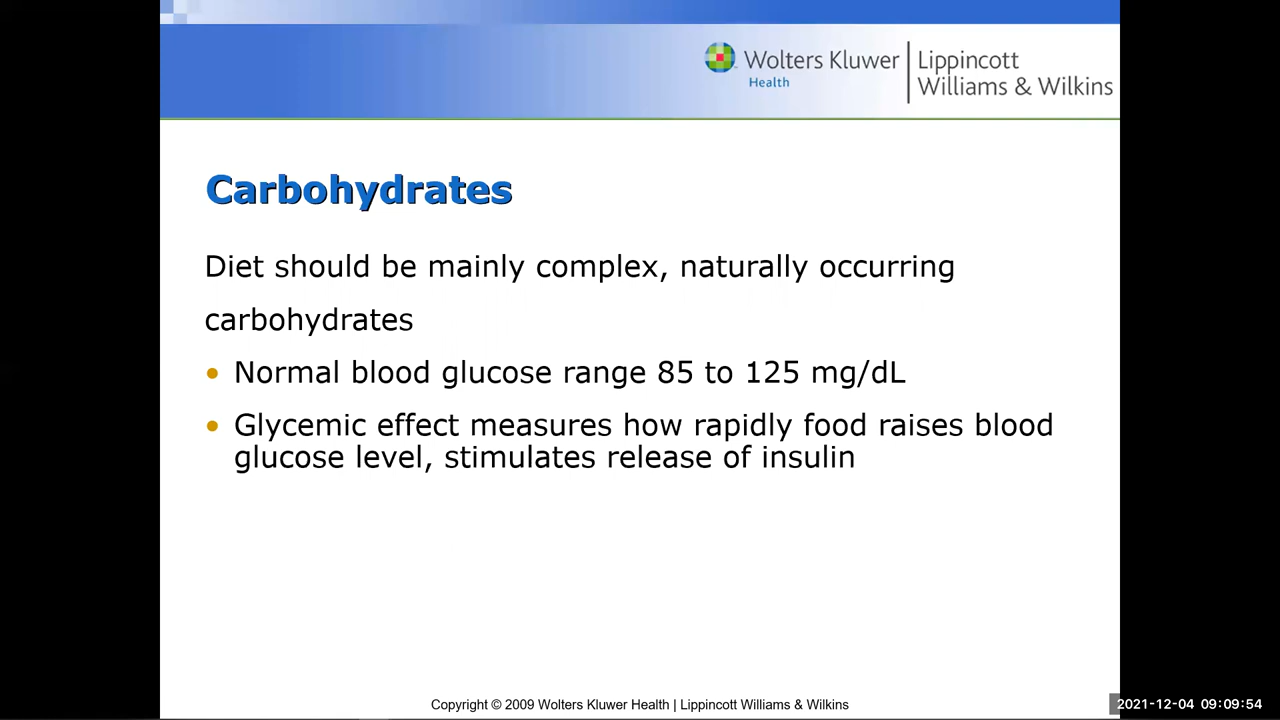 Wolters Kluwer
Health
Lippincott
Williams & Wilkins
Carbohydrates
Diet should be mainly complex, naturally occurring
carbohydrates
• Normal blood glucose range 85 to 125 mg/dL
• Glycemic effect measures how rapidly food raises blood
glucose level, stimulates release of insulin
Copyright © 2009 Wolters Kluwer Health | Lippincott Williams & Wilkins
2021-12-04 09:09:54